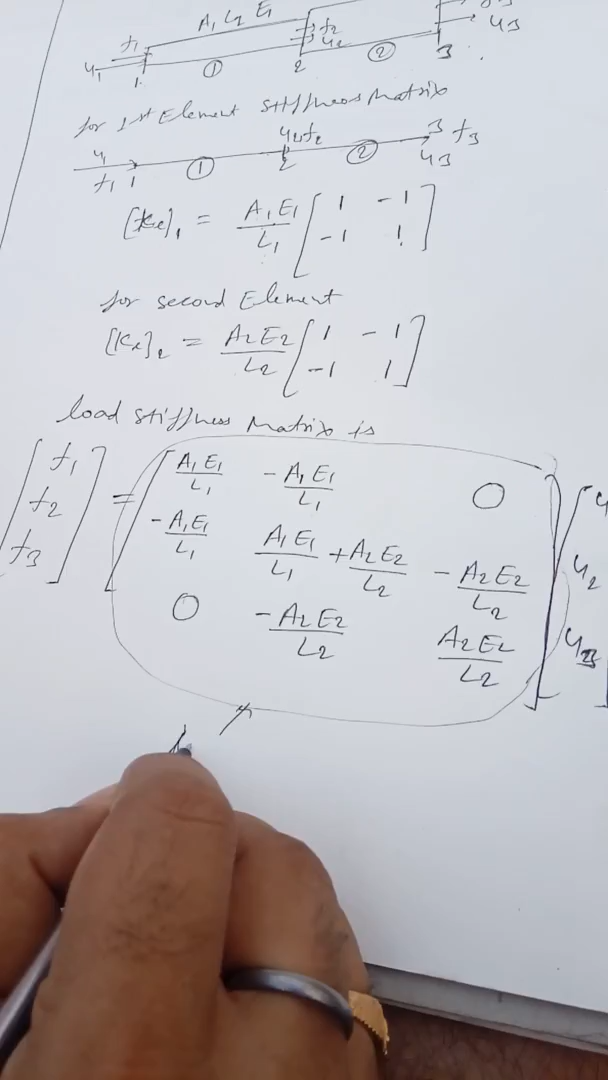 A1 L2 E1
f1 f2
u1 1 ① 2 u2 ② 3 u3
for 1st Element Stiffness Matrix
u1 u2 f2 3 f3
f1 1 ① 2 ② u3
[Ke]1 = A1E1/L1 [1 -1
-1 1]
for second Element
[Ke]2 = A2E2/L2 [1 -1
-1 1]
load stiffness Matrix is
[f1 = [A1E1/L1 -A1E1/L1 0] [u
f2 -A1E1/L1 A1E1/L1 + A2E2/L2 -A2E2/L2 u2
f3] 0 -A2E2/L2 A2E2/L2] u3]